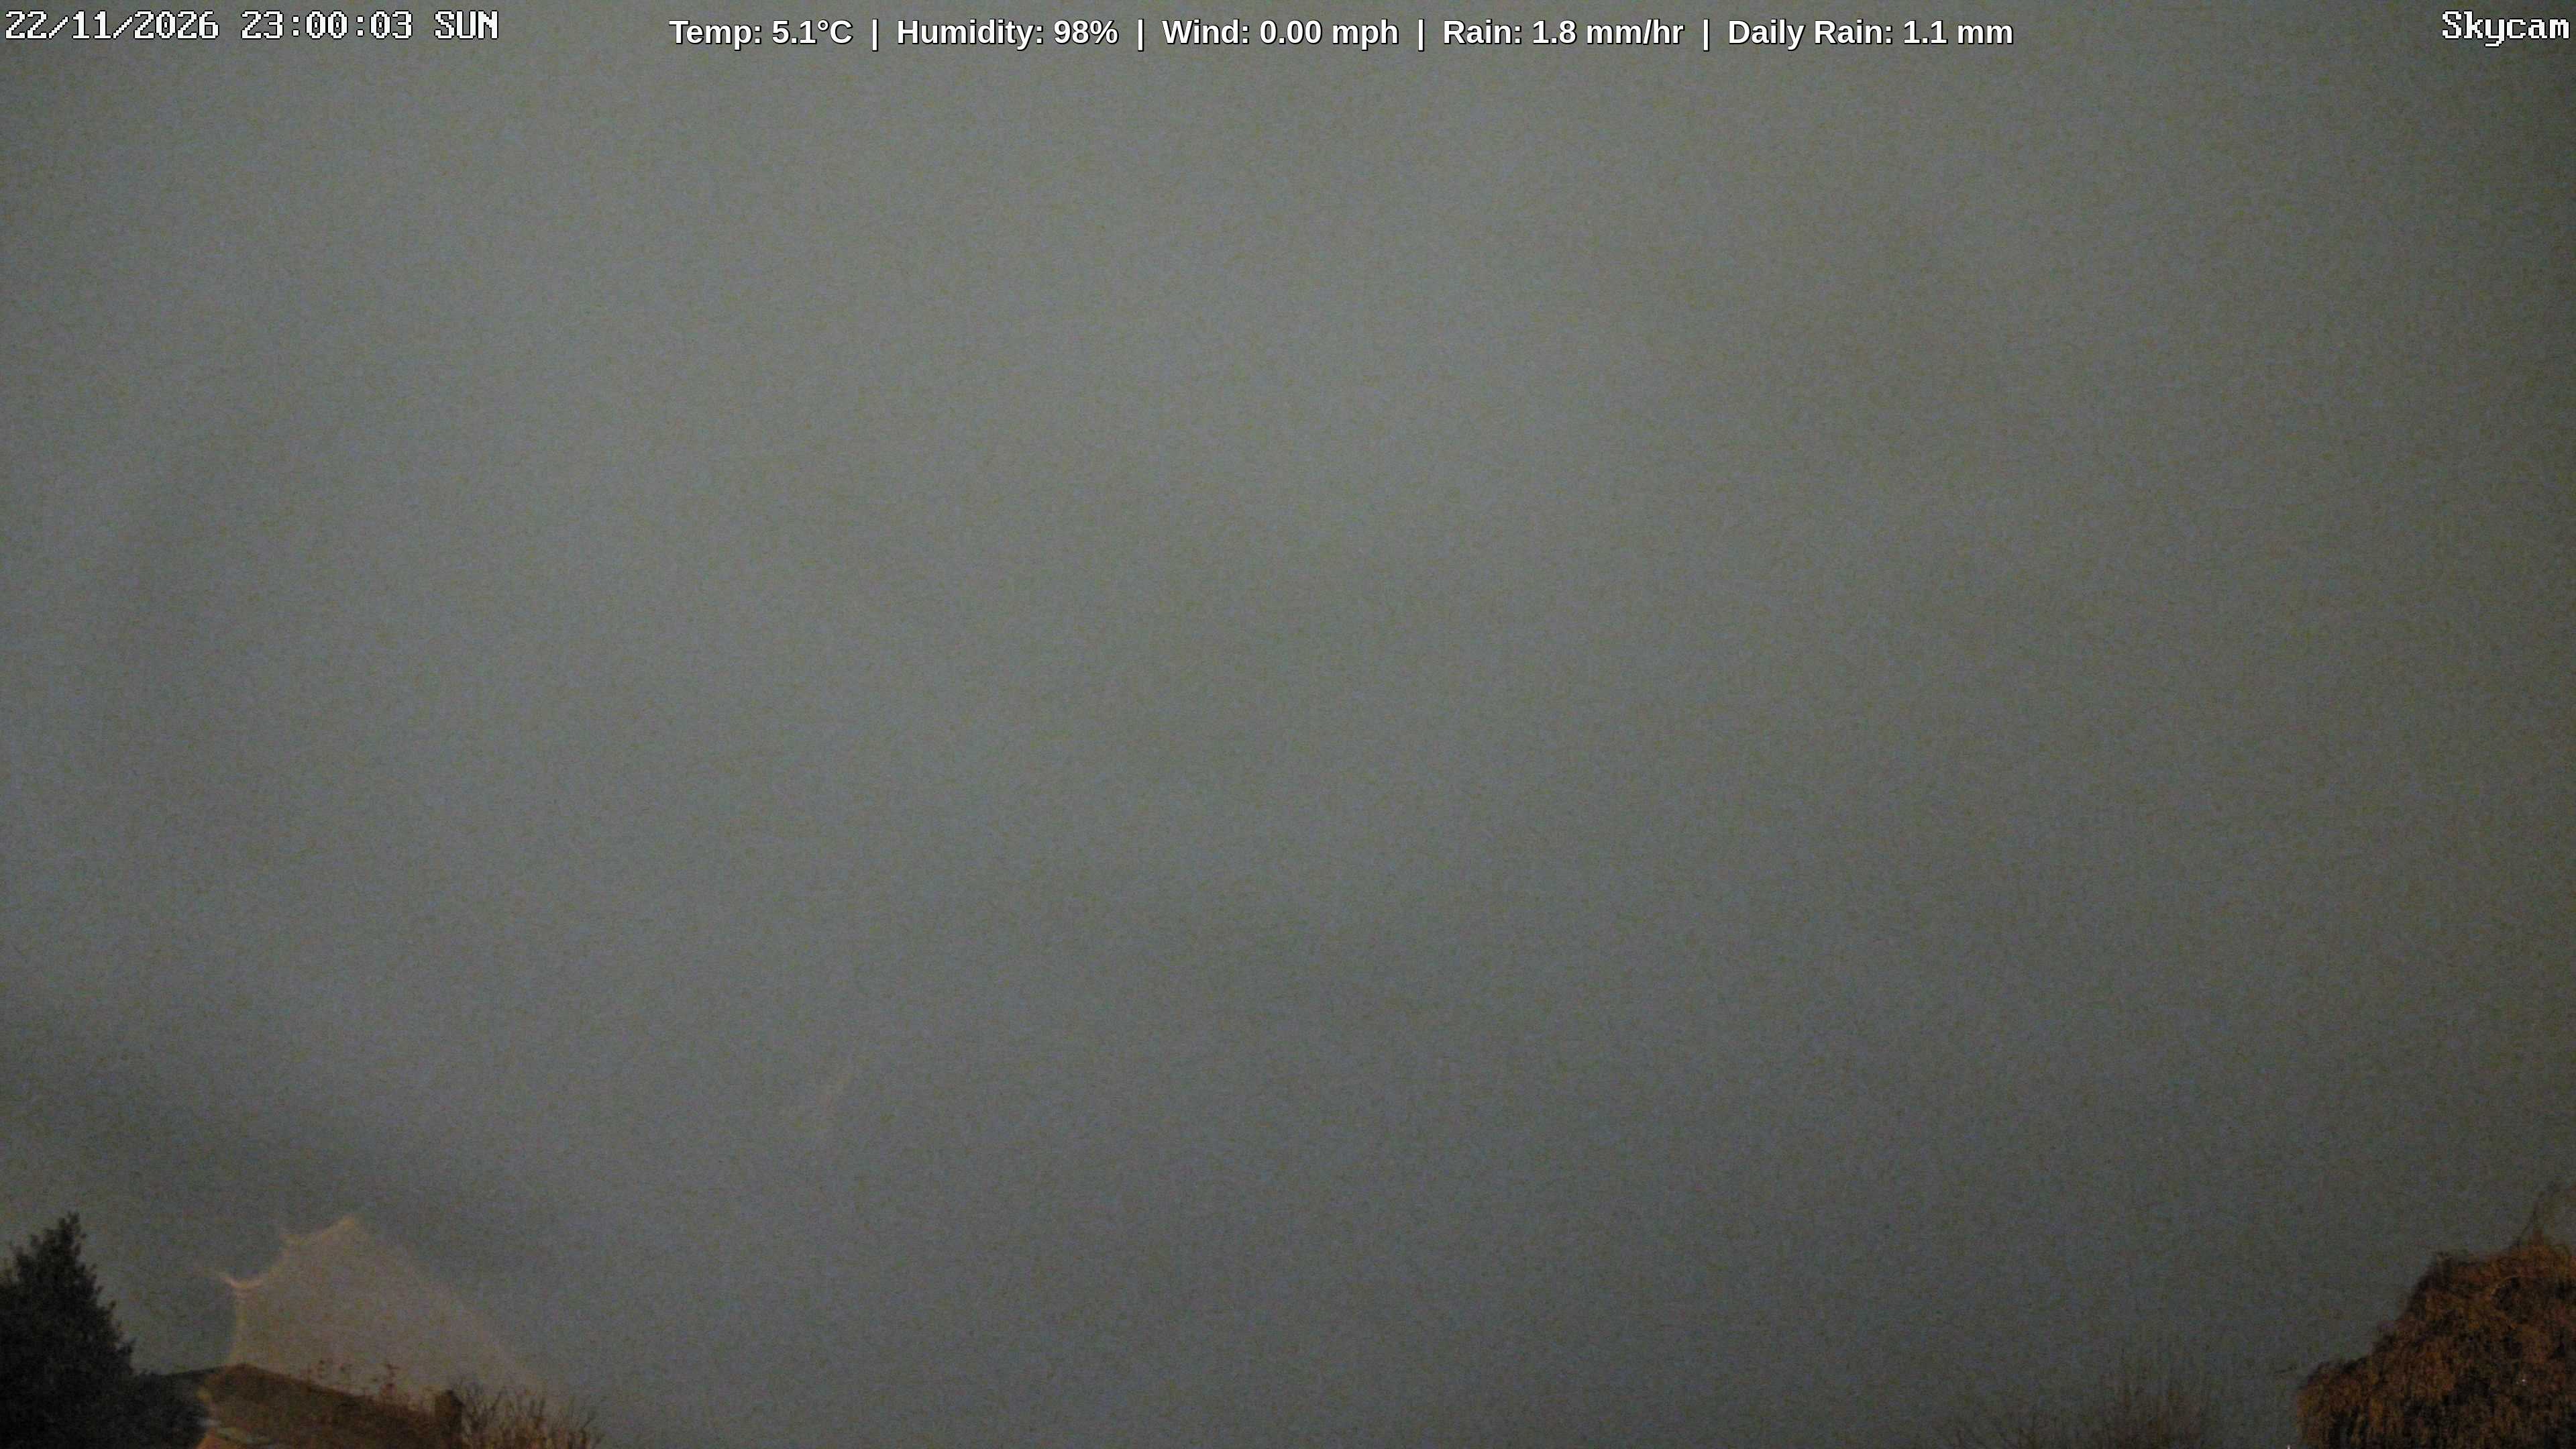 22/11/2026 23:00:03 SUN
Temp: 5.1°C | Humidity: 98% | Wind: 0.00 mph | Rain: 1.8 mm/hr | Daily Rain: 1.1 mm
Skycam